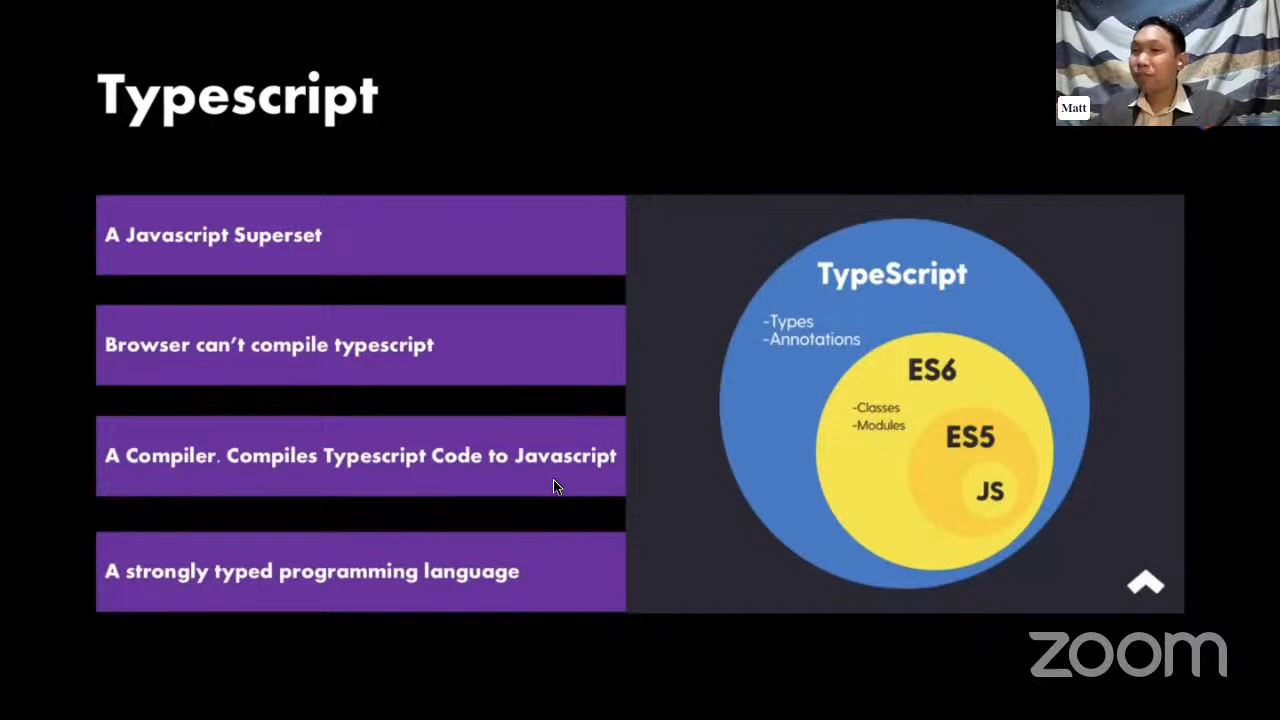 Typescript
Matt
A Javascript Superset
Browser can't compile typescript
A Compiler. Compiles Typescript Code to Javascript
A strongly typed programming language
TypeScript
-Types
-Annotations
ES6
-Classes
-Modules
ES5
JS
zoom